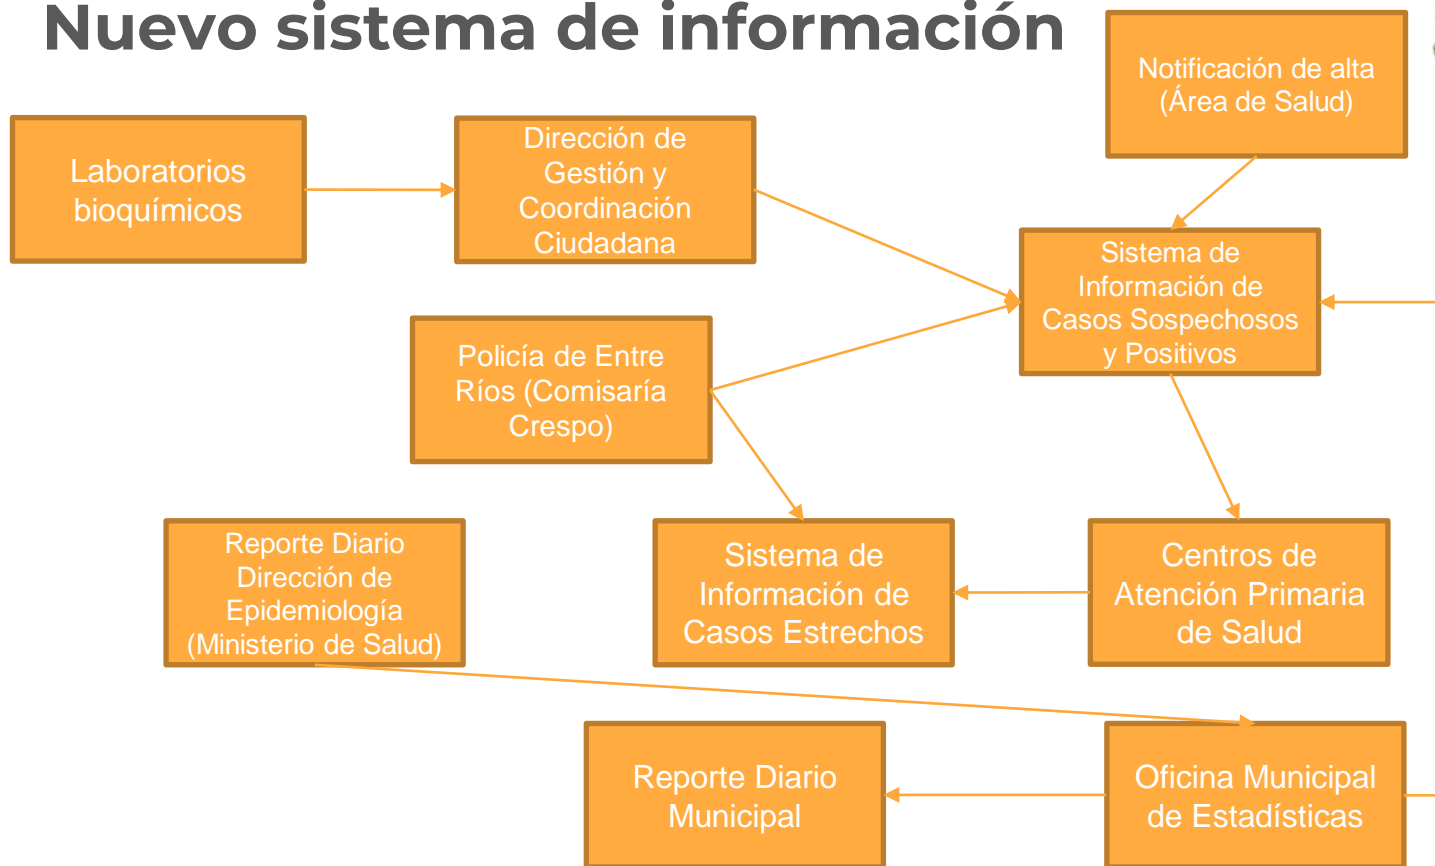 Nuevo sistema de información
Notificación de alta
(Área de Salud)
Laboratorios
bioquímicos
Dirección de
Gestión y
Coordinación
Ciudadana
Sistema de
Información de
Casos Sospechosos
y Positivos
Policía de Entre
Ríos (Comisaría
Crespo)
Reporte Diario
Dirección de
Epidemiología
(Ministerio de Salud)
Sistema de
Información de
Casos Estrechos
Centros de
Atención Primaria
de Salud
Reporte Diario
Municipal
Oficina Municipal
de Estadísticas